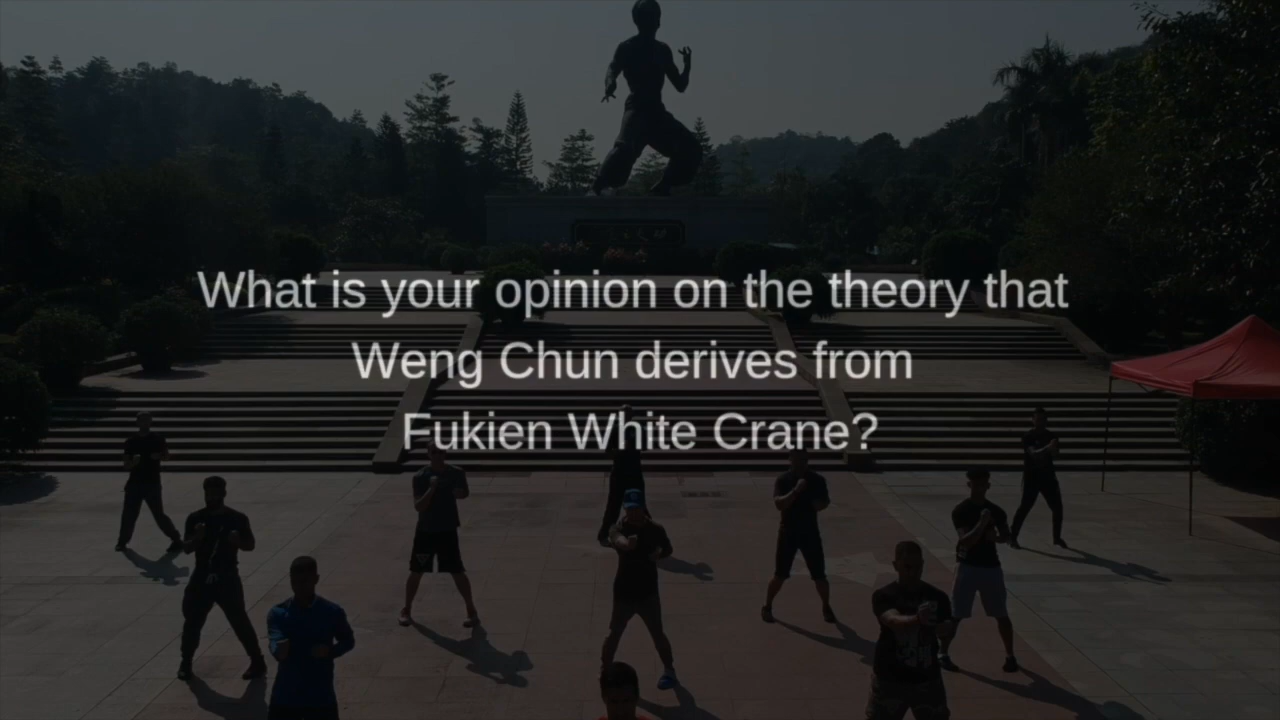 What is your opinion on the theory that
Weng Chun derives from
Fukien White Crane?